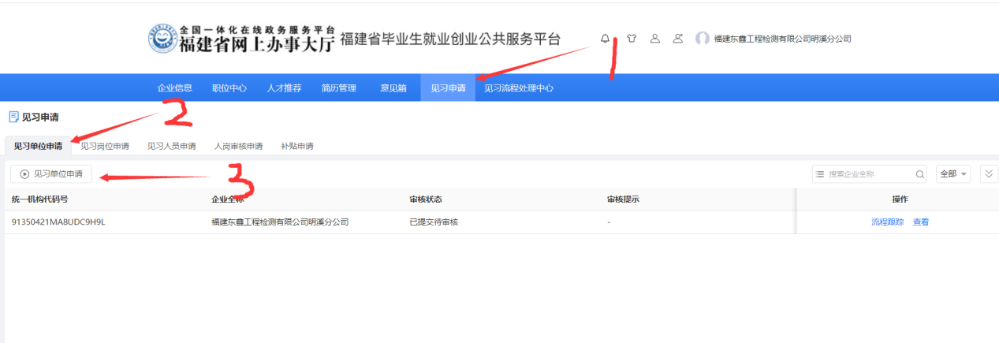 全国一体化在线政务服务平台
福建省网上办事大厅 福建省毕业生就业创业公共服务平台 福建东鑫工程检测有限公司明溪分公司
1
企业信息 职位中心 人才推荐 简历管理 意见箱 见习申请 见习流程处理中心
见习申请
2
见习单位申请 见习岗位申请 见习人员申请 人岗审核申请 补贴申请
见习单位申请 搜索企业全称 全部
3
统一机构代码号 企业全称 审核状态 审核提示 操作
91350421MA8UDC9H9L 福建东鑫工程检测有限公司明溪分公司 已提交待审核 - 流程跟踪 查看